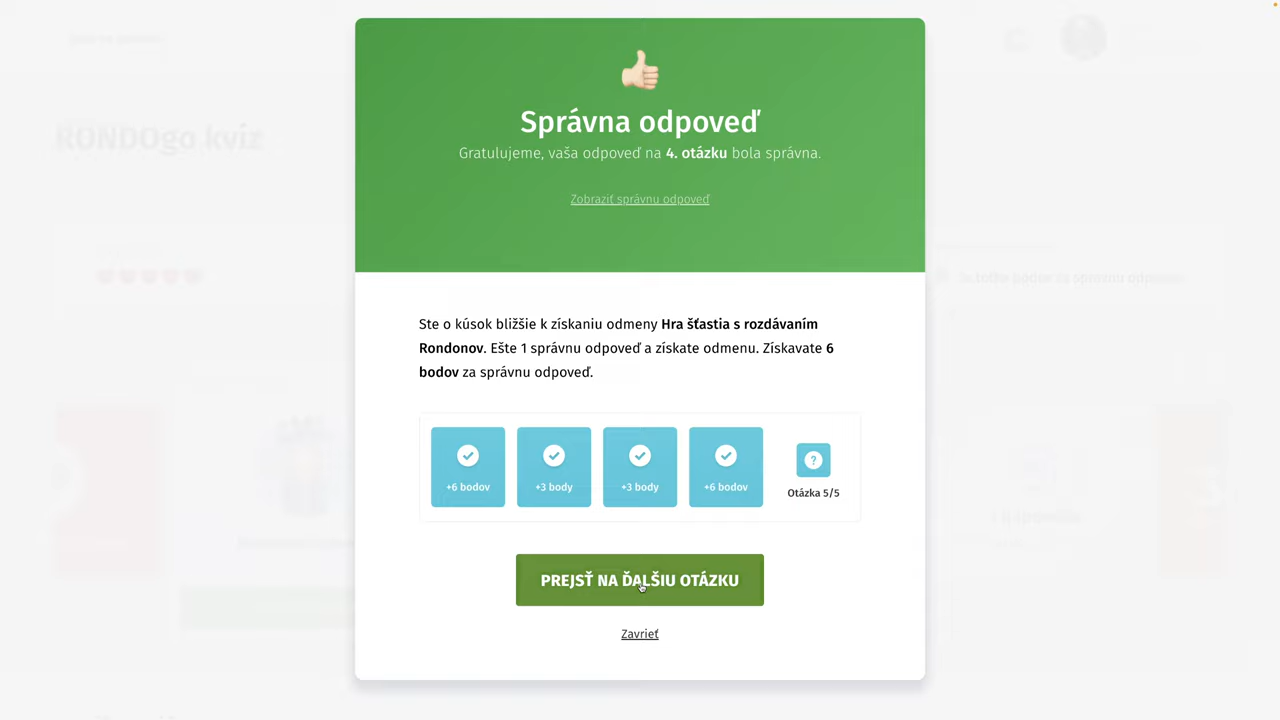 RONDOgo kvíz
Správna odpoveď
Gratulujeme, vaša odpoveď na 4. otázku bola správna.
Zobraziť správnu odpoveď
Ste o kúsok bližšie k získaniu odmeny Hra šťastia s rozdávaním
Rondonov. Ešte 1 správnu odpoveď a získate odmenu. Získavate 6
bodov za správnu odpoveď.
+6 bodov
+3 body
+3 body
+6 bodov
Otázka 5/5
PREJSŤ NA ĎALŠIU OTÁZKU
Zavrieť